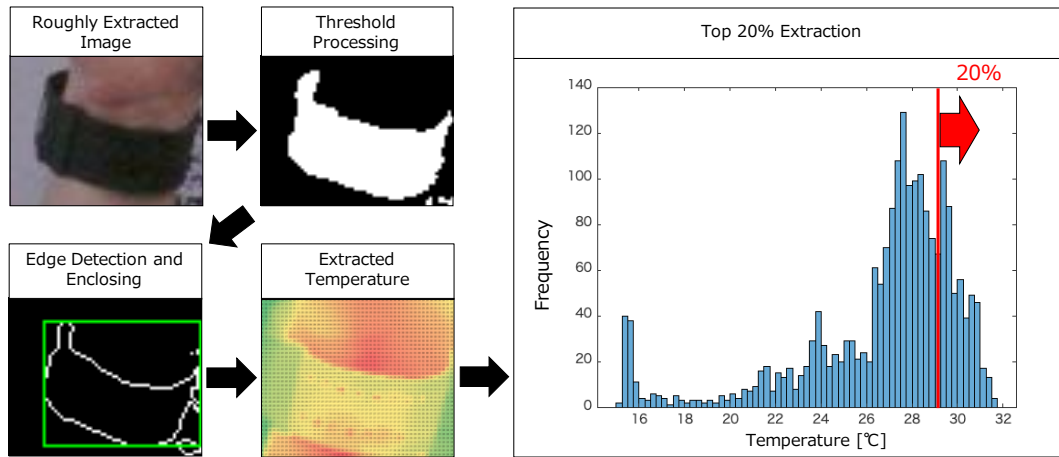 Roughly Extracted
Image
Threshold
Processing
Edge Detection and
Enclosing
Extracted
Temperature
Top 20% Extraction
20%
140
120
100
80
60
40
20
0
Frequency
16 18 20 22 24 26 28 30 32
Temperature [℃]